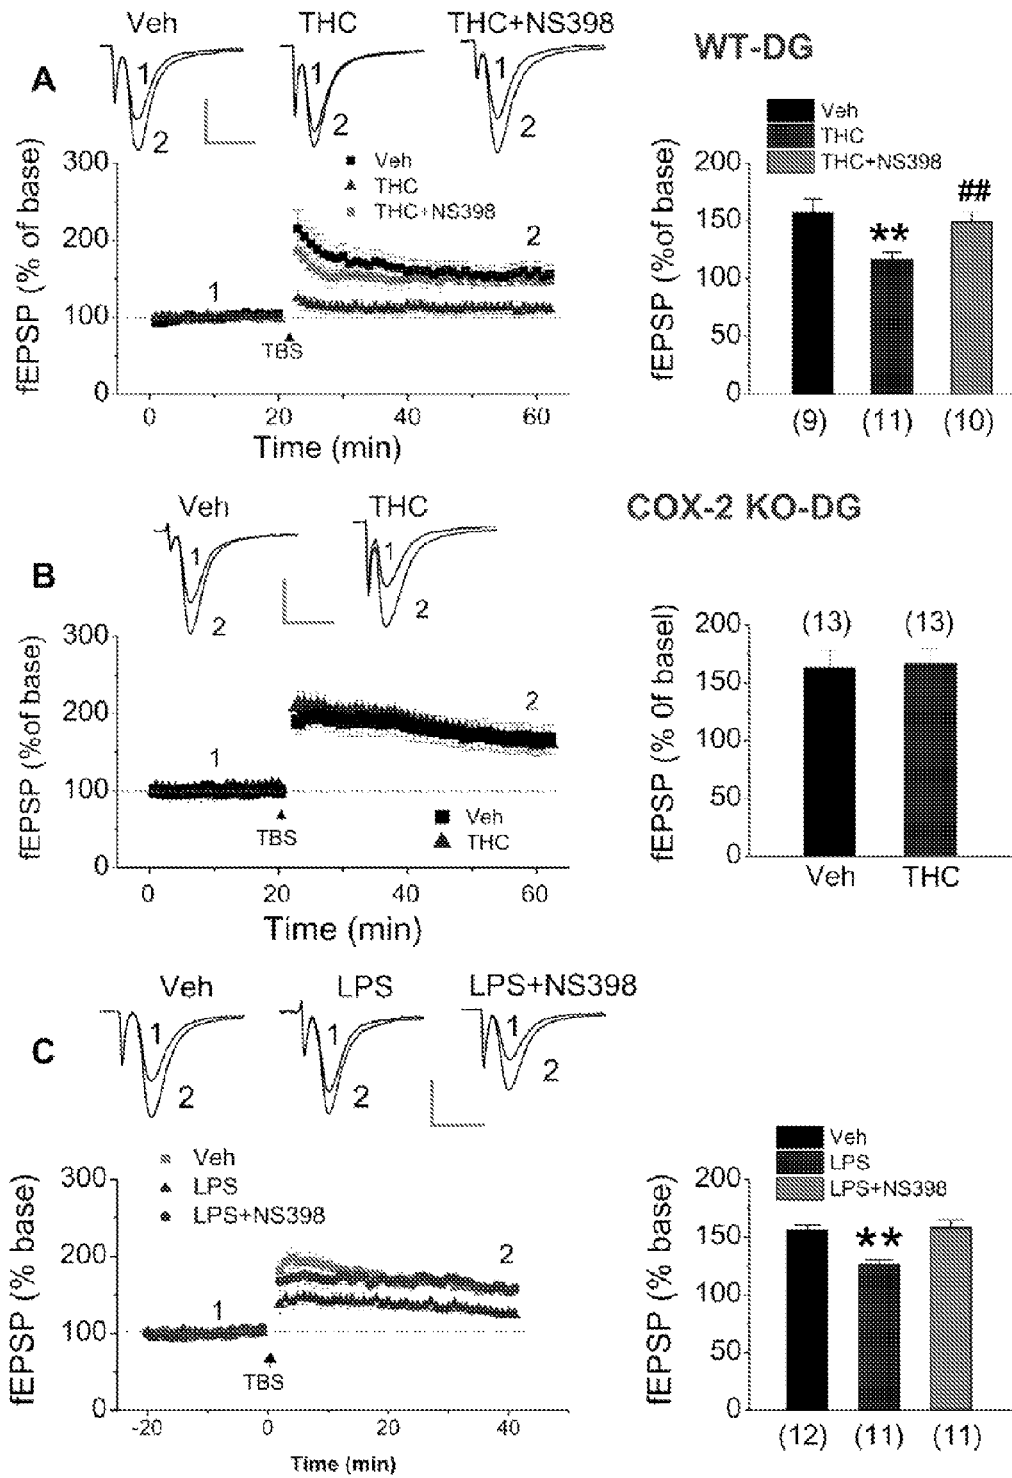 Veh THC THC+NS398
WT-DG
A
1 1 1
2 2 2
Veh
THC
THC+NS398
300
200
100
0
fEPSP (% of base)
Veh
THC
THC+NS398
1
2
TBS
0 20 40 60
Time (min)
200
150
100
50
0
fEPSP (%of base)
**
##
(9) (11) (10)
Veh THC
COX-2 KO-DG
B
1 1
2 2
300
200
100
0
fEPSP (%of base)
1
2
TBS
Veh
THC
0 20 40 60
Time (min)
200
150
100
50
0
fEPSP (% 0f basel)
(13) (13)
Veh THC
Veh LPS LPS+NS398
C
1 1 1
2 2 2
Veh
LPS
LPS+NS398
300
200
100
0
fEPSP (% base)
1
2
TBS
-20 0 20 40
Time (min)
Veh
LPS
LPS+NS398
200
150
100
50
0
fEPSP (% base)
**
(12) (11) (11)